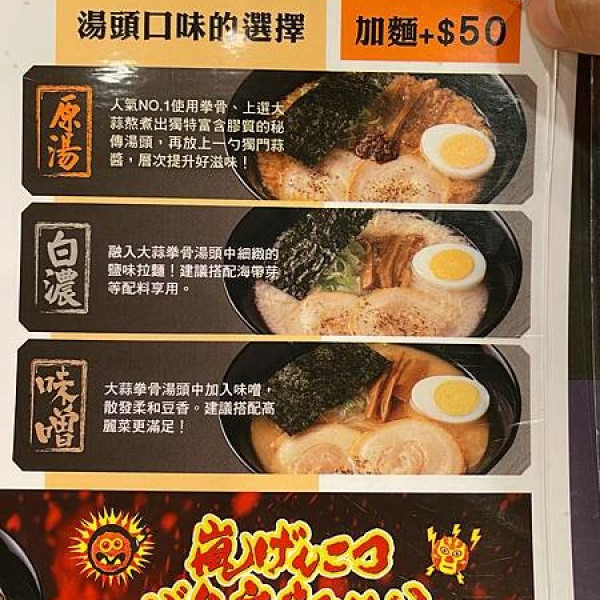 湯頭口味的選擇
加麵+$50
原湯
人氣NO.1使用拳骨、上選大
蒜熬煮出獨特富含膠質的秘
傳湯頭，再放上一勺獨門蒜
醬，層次提升好滋味！
白濃
融入大蒜拳骨湯頭中細緻的
鹽味拉麵！建議搭配海帶芽
等配料享用。
味噌
大蒜拳骨湯頭中加入味噌，
散發柔和豆香。建議搭配高
麗菜更滿足！
嵐げんこつ